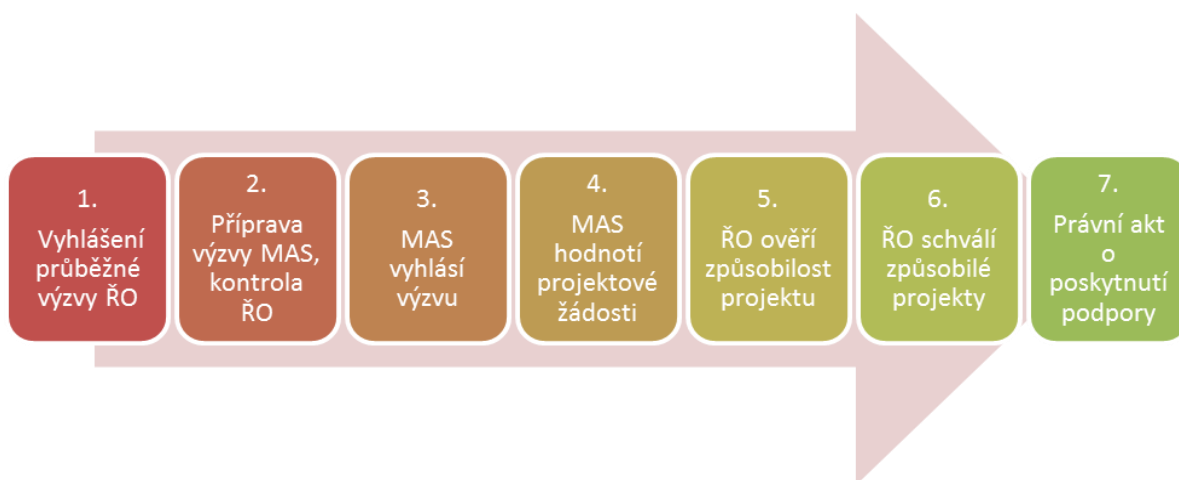 1.
Vyhlášení
průběžné
výzvy ŘO
2.
Příprava
výzvy MAS,
kontrola
ŘO
3.
MAS
vyhlásí
výzvu
4.
MAS
hodnotí
projektové
žádosti
5.
ŘO ověří
způsobilost
projektu
6.
ŘO schválí
způsobilé
projekty
7.
Právní akt
o
poskytnutí
podpory